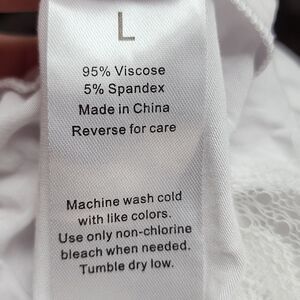 L
95% Viscose
5% Spandex
Made in China
Reverse for care
Machine wash cold
with like colors.
Use only non-chlorine
bleach when needed.
Tumble dry low.